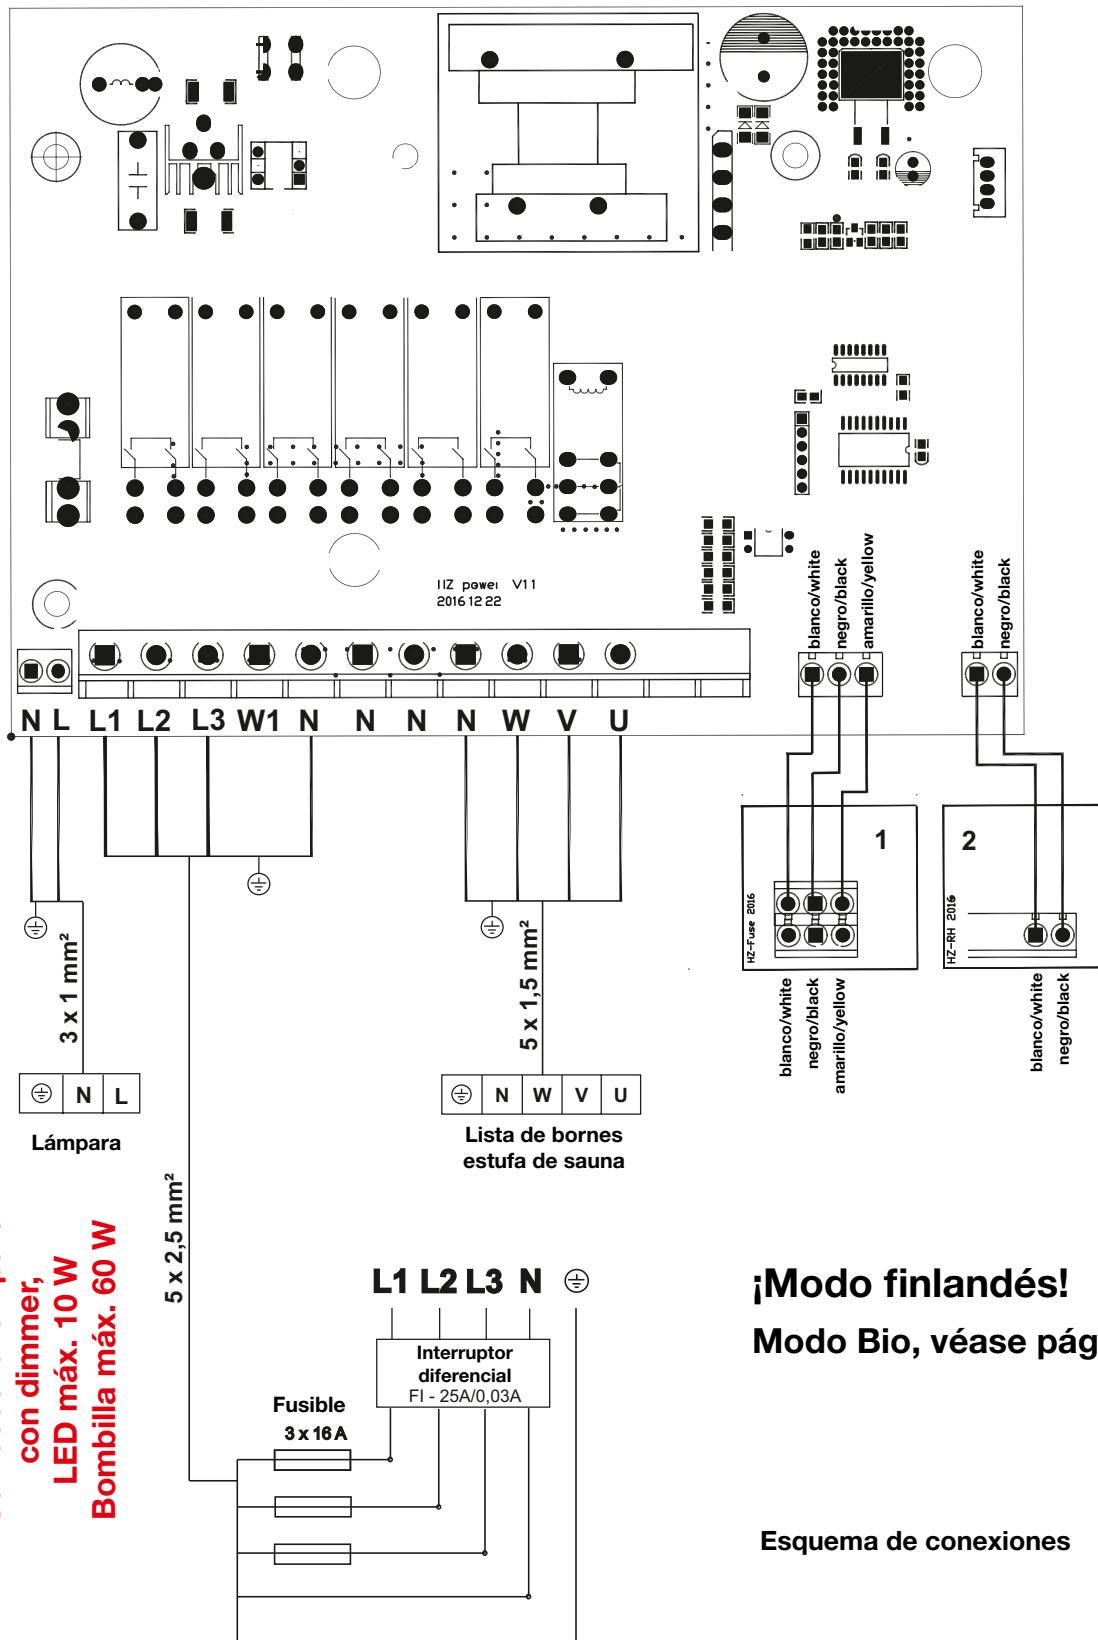 HZ power V11
2016 12 22
blanco/white
negro/black
amarillo/yellow
blanco/white
negro/black
N L L1 L2 L3 W1 N N N N W V U
1
2
HZ-Fuse 2016
HZ-RH 2016
blanco/white
negro/black
amarillo/yellow
blanco/white
negro/black
3 x 1 mm²
5 x 1,5 mm²
N L
Lámpara
N W V U
Lista de bornes
estufa de sauna
5 x 2,5 mm²
con dimmer,
LED máx. 10 W
Bombilla máx. 60 W
L1 L2 L3 N
Interruptor
diferencial
FI - 25A/0,03A
Fusible
3 x 16 A
¡Modo finlandés!
Modo Bio, véase pág
Esquema de conexiones